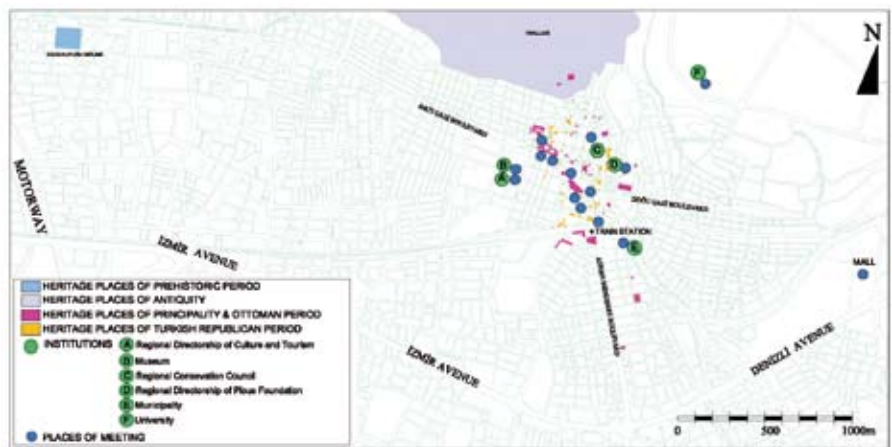 N
F
B
A
C
D
E
MOTORWAY
IZMİR AVENUE
TRAIN STATION
MALL
IZMİR AVENUE
DENIZLİ AVENUE
HERITAGE PLACES OF PREHISTORIC PERIOD
HERITAGE PLACES OF ANTIQUITY
HERITAGE PLACES OF PRINCIPALITY & OTTOMAN PERIOD
HERITAGE PLACES OF TURKISH REPUBLICAN PERIOD
INSTITUTIONS
A Regional Directorship of Culture and Tourism
B Museum
C Regional Conservation Council
D Regional Directorship of Pious Foundation
E Municipality
F University
PLACES OF MEETING
0 500 1000m